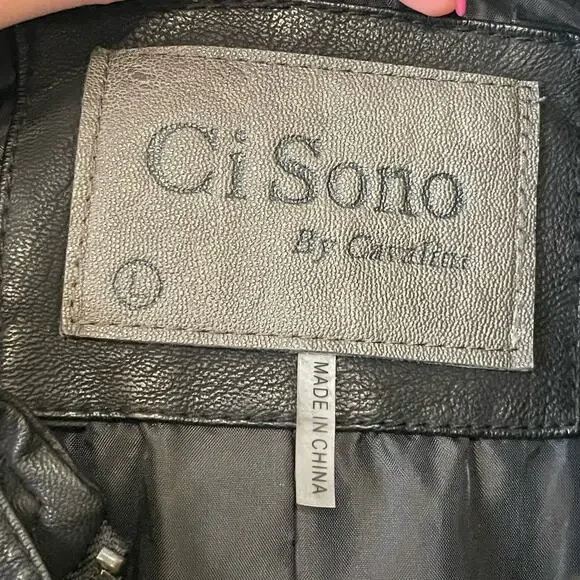 Ci Sono
By Cavalini
L
MADE IN CHINA